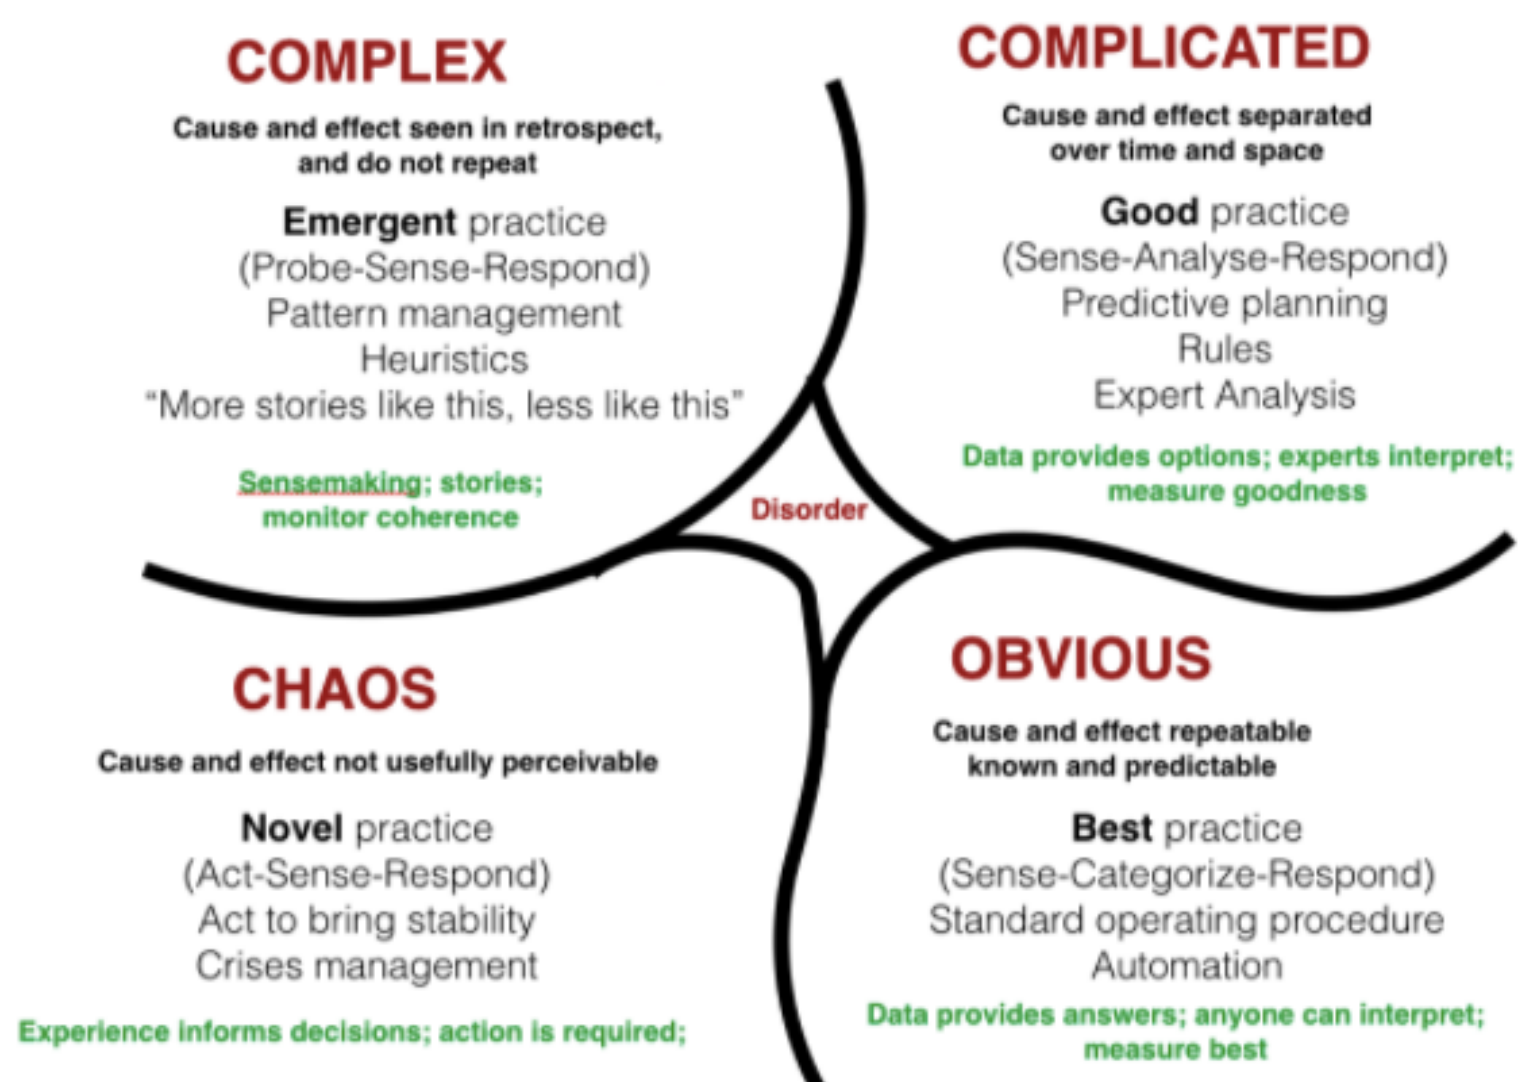 COMPLEX
Cause and effect seen in retrospect,
and do not repeat
Emergent practice
(Probe-Sense-Respond)
Pattern management
Heuristics
“More stories like this, less like this”
Sensemaking; stories;
monitor coherence
COMPLICATED
Cause and effect separated
over time and space
Good practice
(Sense-Analyse-Respond)
Predictive planning
Rules
Expert Analysis
Data provides options; experts interpret;
measure goodness
Disorder
CHAOS
Cause and effect not usefully perceivable
Novel practice
(Act-Sense-Respond)
Act to bring stability
Crises management
Experience informs decisions; action is required;
OBVIOUS
Cause and effect repeatable
known and predictable
Best practice
(Sense-Categorize-Respond)
Standard operating procedure
Automation
Data provides answers; anyone can interpret;
measure best